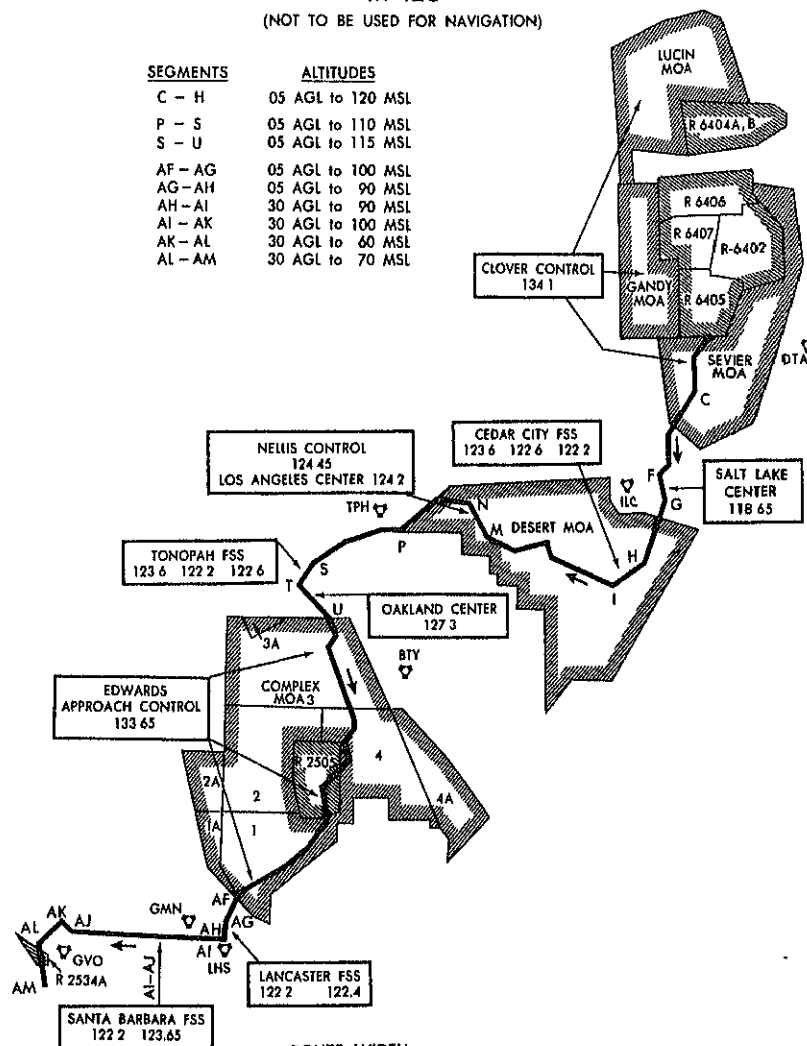 (NOT TO BE USED FOR NAVIGATION)
SEGMENTS ALTITUDES
C – H 05 AGL to 120 MSL
P – S 05 AGL to 110 MSL
S – U 05 AGL to 115 MSL
AF – AG 05 AGL to 100 MSL
AG – AH 05 AGL to 90 MSL
AH – AI 30 AGL to 90 MSL
AI – AK 30 AGL to 100 MSL
AK – AL 30 AGL to 60 MSL
AL – AM 30 AGL to 70 MSL
LUCIN
MOA
R 6404A, B
R 6406
R 6407
R-6402
CLOVER CONTROL
134 1
GANDY
MOA
R 6405
SEVIER
MOA
DTA
C
NELLIS CONTROL
124 45
LOS ANGELES CENTER 124 2
CEDAR CITY FSS
123 6 122 6 122 2
F
G
SALT LAKE
CENTER
118 65
TPH
N
ILC
M
DESERT MOA
P
H
I
TONOPAH FSS
123 6 122 2 122 6
S
T
U
OAKLAND CENTER
127 3
3A
BTY
EDWARDS
APPROACH CONTROL
133 65
COMPLEX
MOA 3
R 2505
4
2A
2
4A
1A
1
AF
AG
GMN
AH
AI
LHS
AK
AL
AJ
GVO
R 2534A
AM
AI–AJ
LANCASTER FSS
122 2 122.4
SANTA BARBARA FSS
122 2 123.65